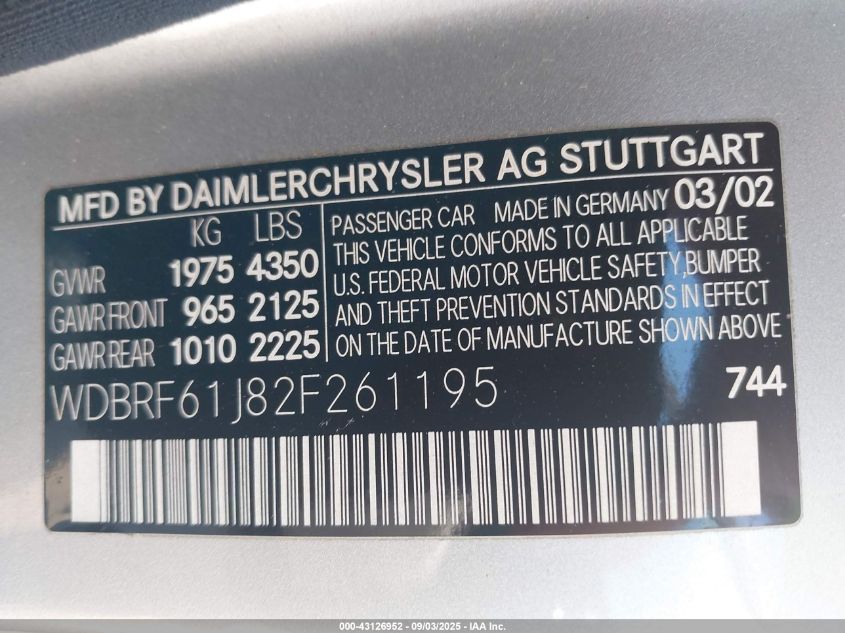 MFD BY DAIMLERCHRYSLER AG STUTTGART
KG LBS
GVWR 1975 4350
GAWR FRONT 965 2125
GAWR REAR 1010 2225
PASSENGER CAR MADE IN GERMANY 03/02
THIS VEHICLE CONFORMS TO ALL APPLICABLE
U.S. FEDERAL MOTOR VEHICLE SAFETY,BUMPER
AND THEFT PREVENTION STANDARDS IN EFFECT
ON THE DATE OF MANUFACTURE SHOWN ABOVE
WDBRF61J82F261195 744
000-43126952 - 09/03/2025 - IAA Inc.